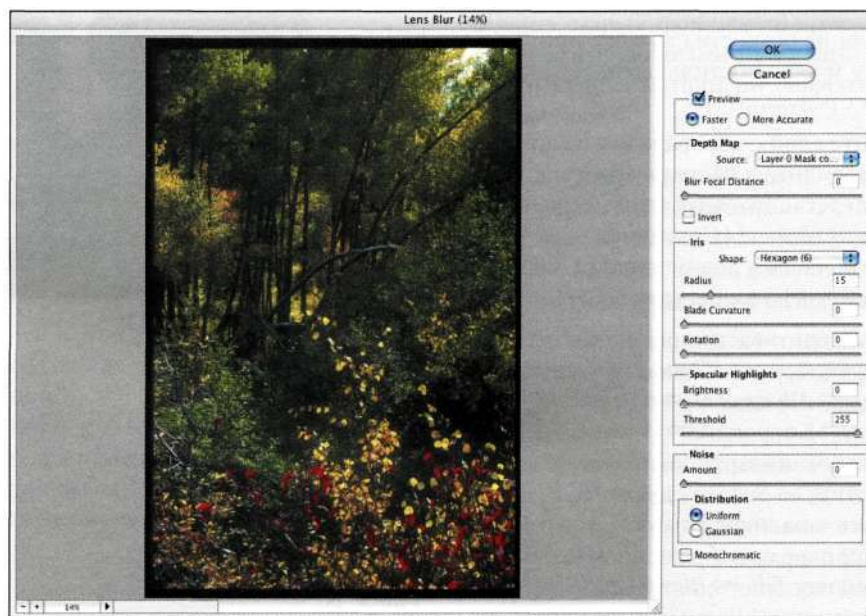 Lens Blur (14%)
OK
Cancel
Preview
Faster More Accurate
Depth Map
Source: Layer 0 Mask co...
Blur Focal Distance 0
Invert
Iris
Shape: Hexagon (6)
Radius 15
Blade Curvature 0
Rotation 0
Specular Highlights
Brightness 0
Threshold 255
Noise
Amount 0
Distribution
Uniform
Gaussian
Monochromatic
14%